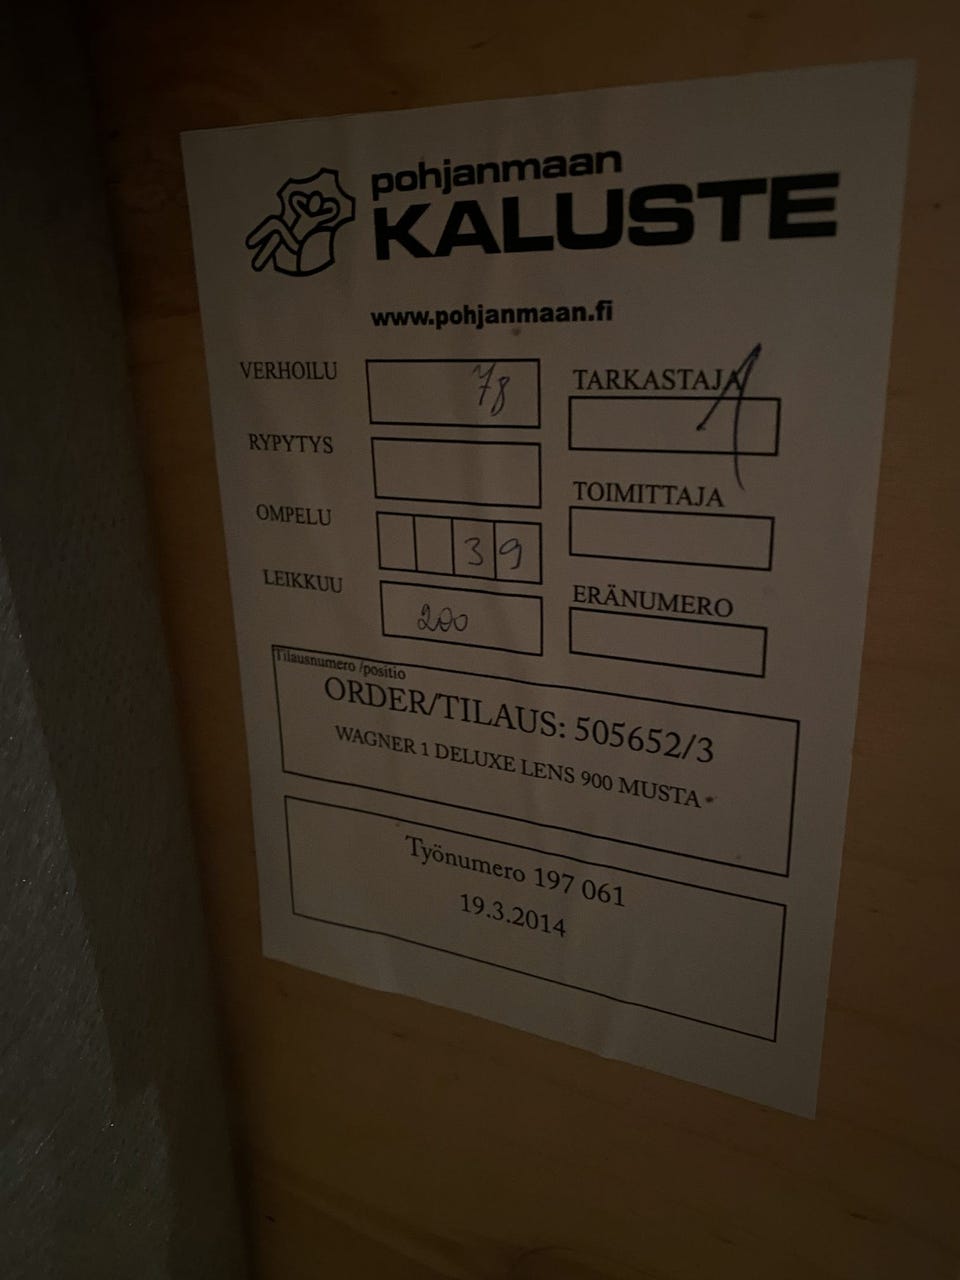 pohjanmaan
KALUSTE
www.pohjanmaan.fi
VERHOILU 78
RYPYTYS
OMPELU 39
LEIKKUU 200
TARKASTAJA
TOIMITTAJA
ERÄNUMERO
Tilausnumero /positio
ORDER/TILAUS: 505652/3
WAGNER 1 DELUXE LENS 900 MUSTA
Työnumero 197 061
19.3.2014